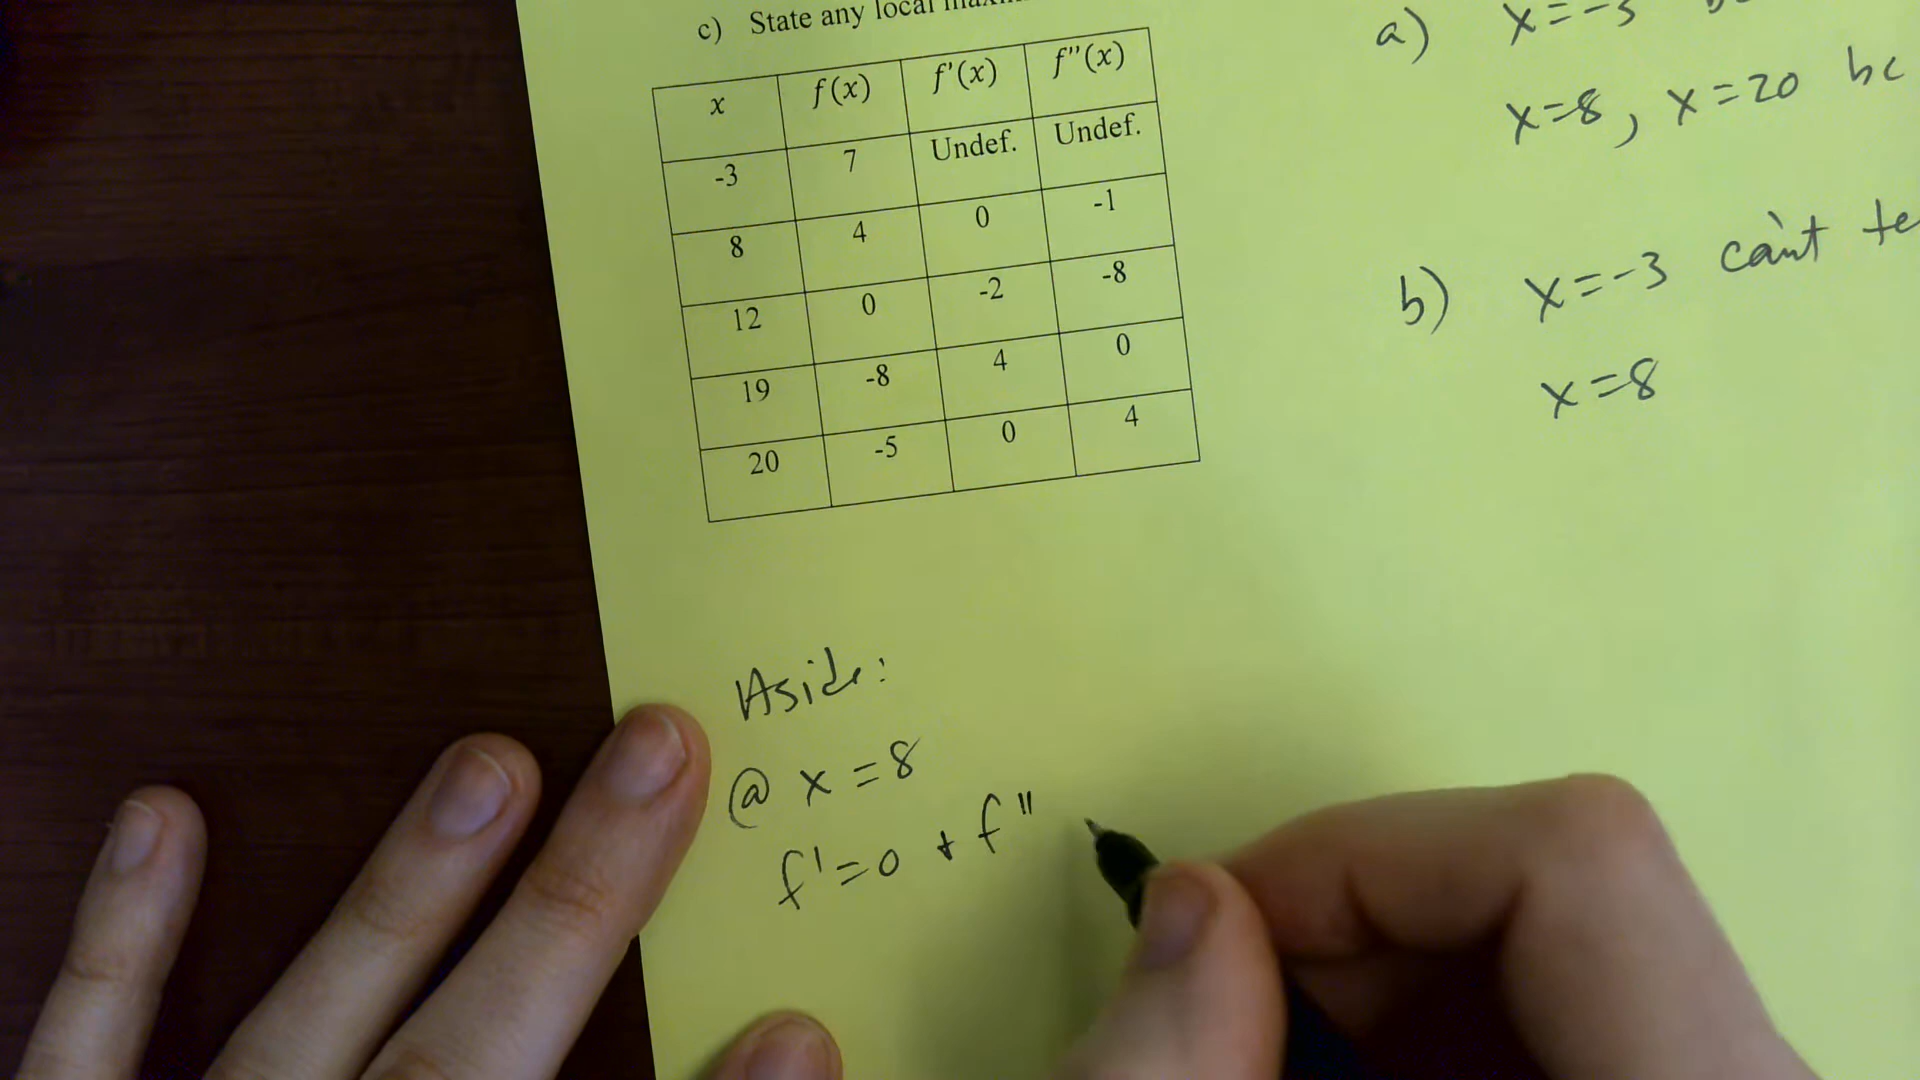 c) State any local
x f(x) f'(x) f''(x)
-3 7 Undef. Undef.
8 4 0 -1
12 0 -2 -8
19 -8 4 0
20 -5 0 4
a) x=-3
x=8, x=20 bc
b) x=-3 can't
x=8
Aside:
@ x=8
f'=0 + f"